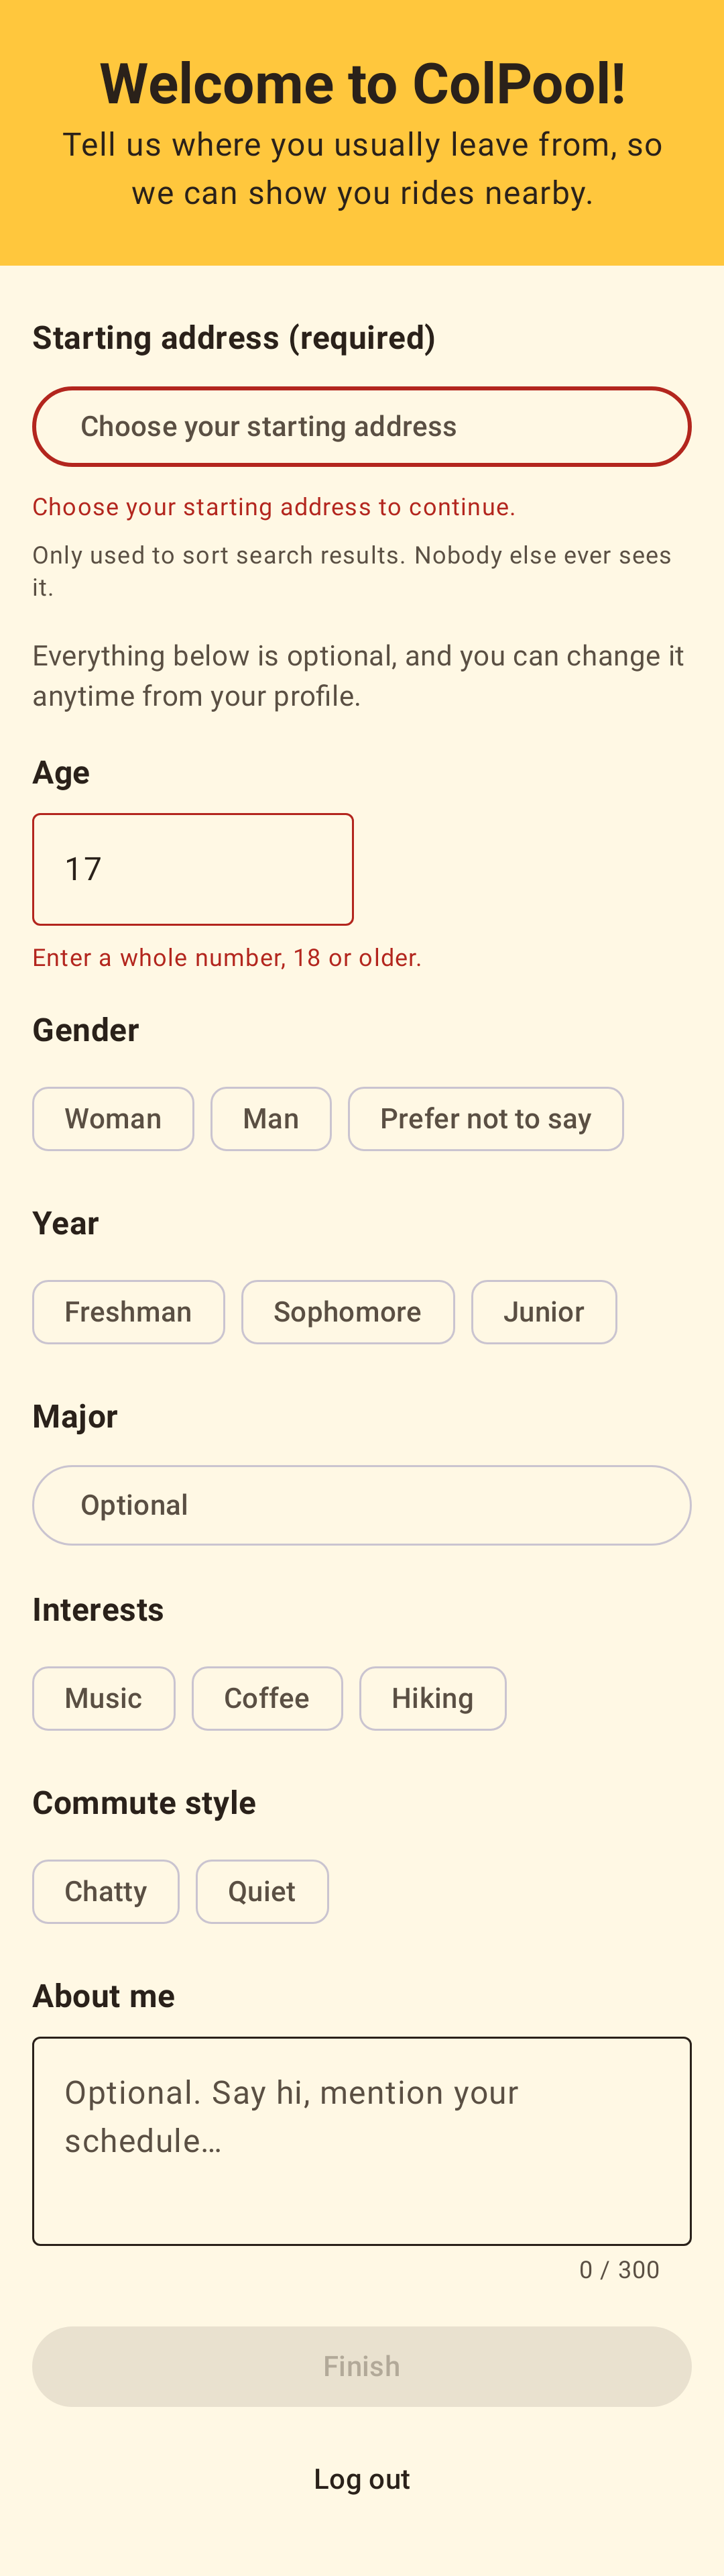 Welcome to ColPool!
Tell us where you usually leave from, so
we can show you rides nearby.
Starting address (required)
Choose your starting address
Choose your starting address to continue.
Only used to sort search results. Nobody else ever sees
it.
Everything below is optional, and you can change it
anytime from your profile.
Age
17
Enter a whole number, 18 or older.
Gender
Woman Man Prefer not to say
Year
Freshman Sophomore Junior
Major
Optional
Interests
Music Coffee Hiking
Commute style
Chatty Quiet
About me
Optional. Say hi, mention your
schedule…
0 / 300
Finish
Log out